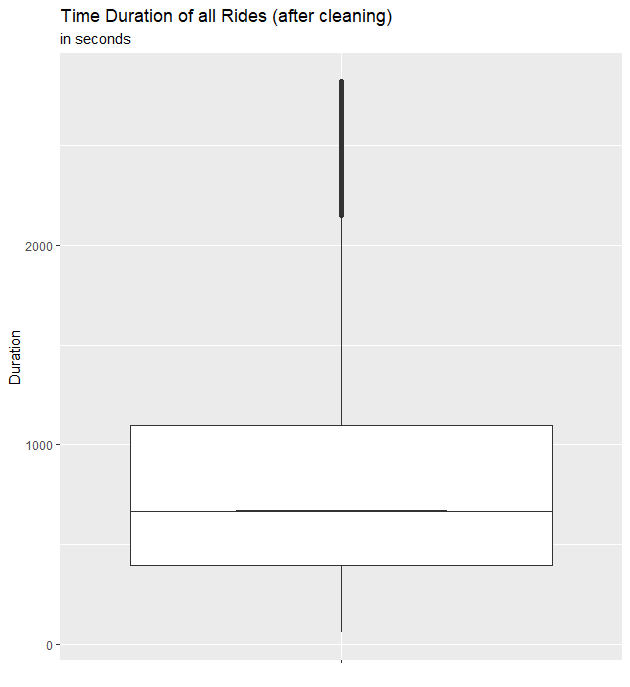 Time Duration of all Rides (after cleaning)
in seconds
2000
1000
0
Duration